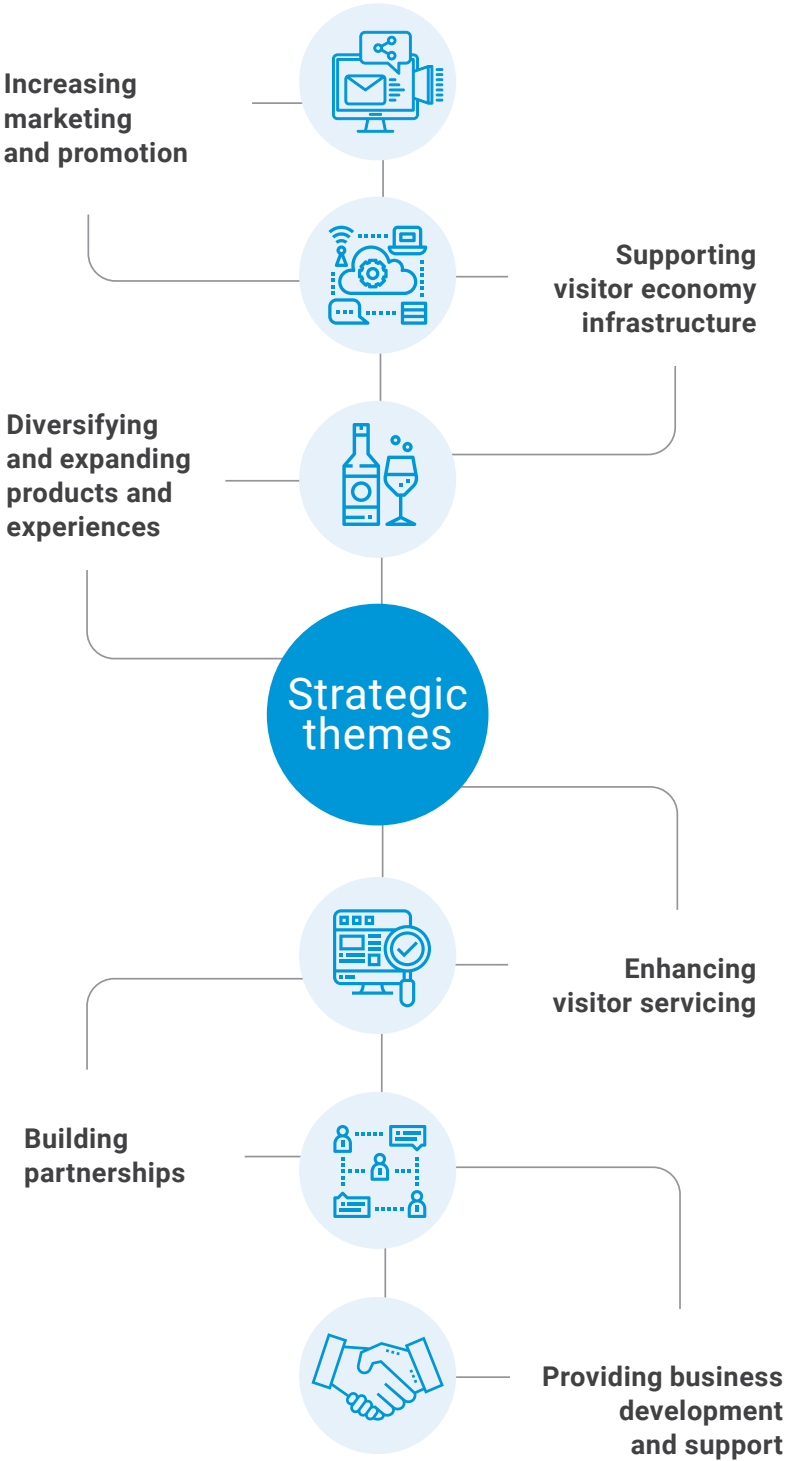 Increasing
marketing
and promotion
Supporting
visitor economy
infrastructure
Diversifying
and expanding
products and
experiences
Strategic
themes
Enhancing
visitor servicing
Building
partnerships
Providing business
development
and support